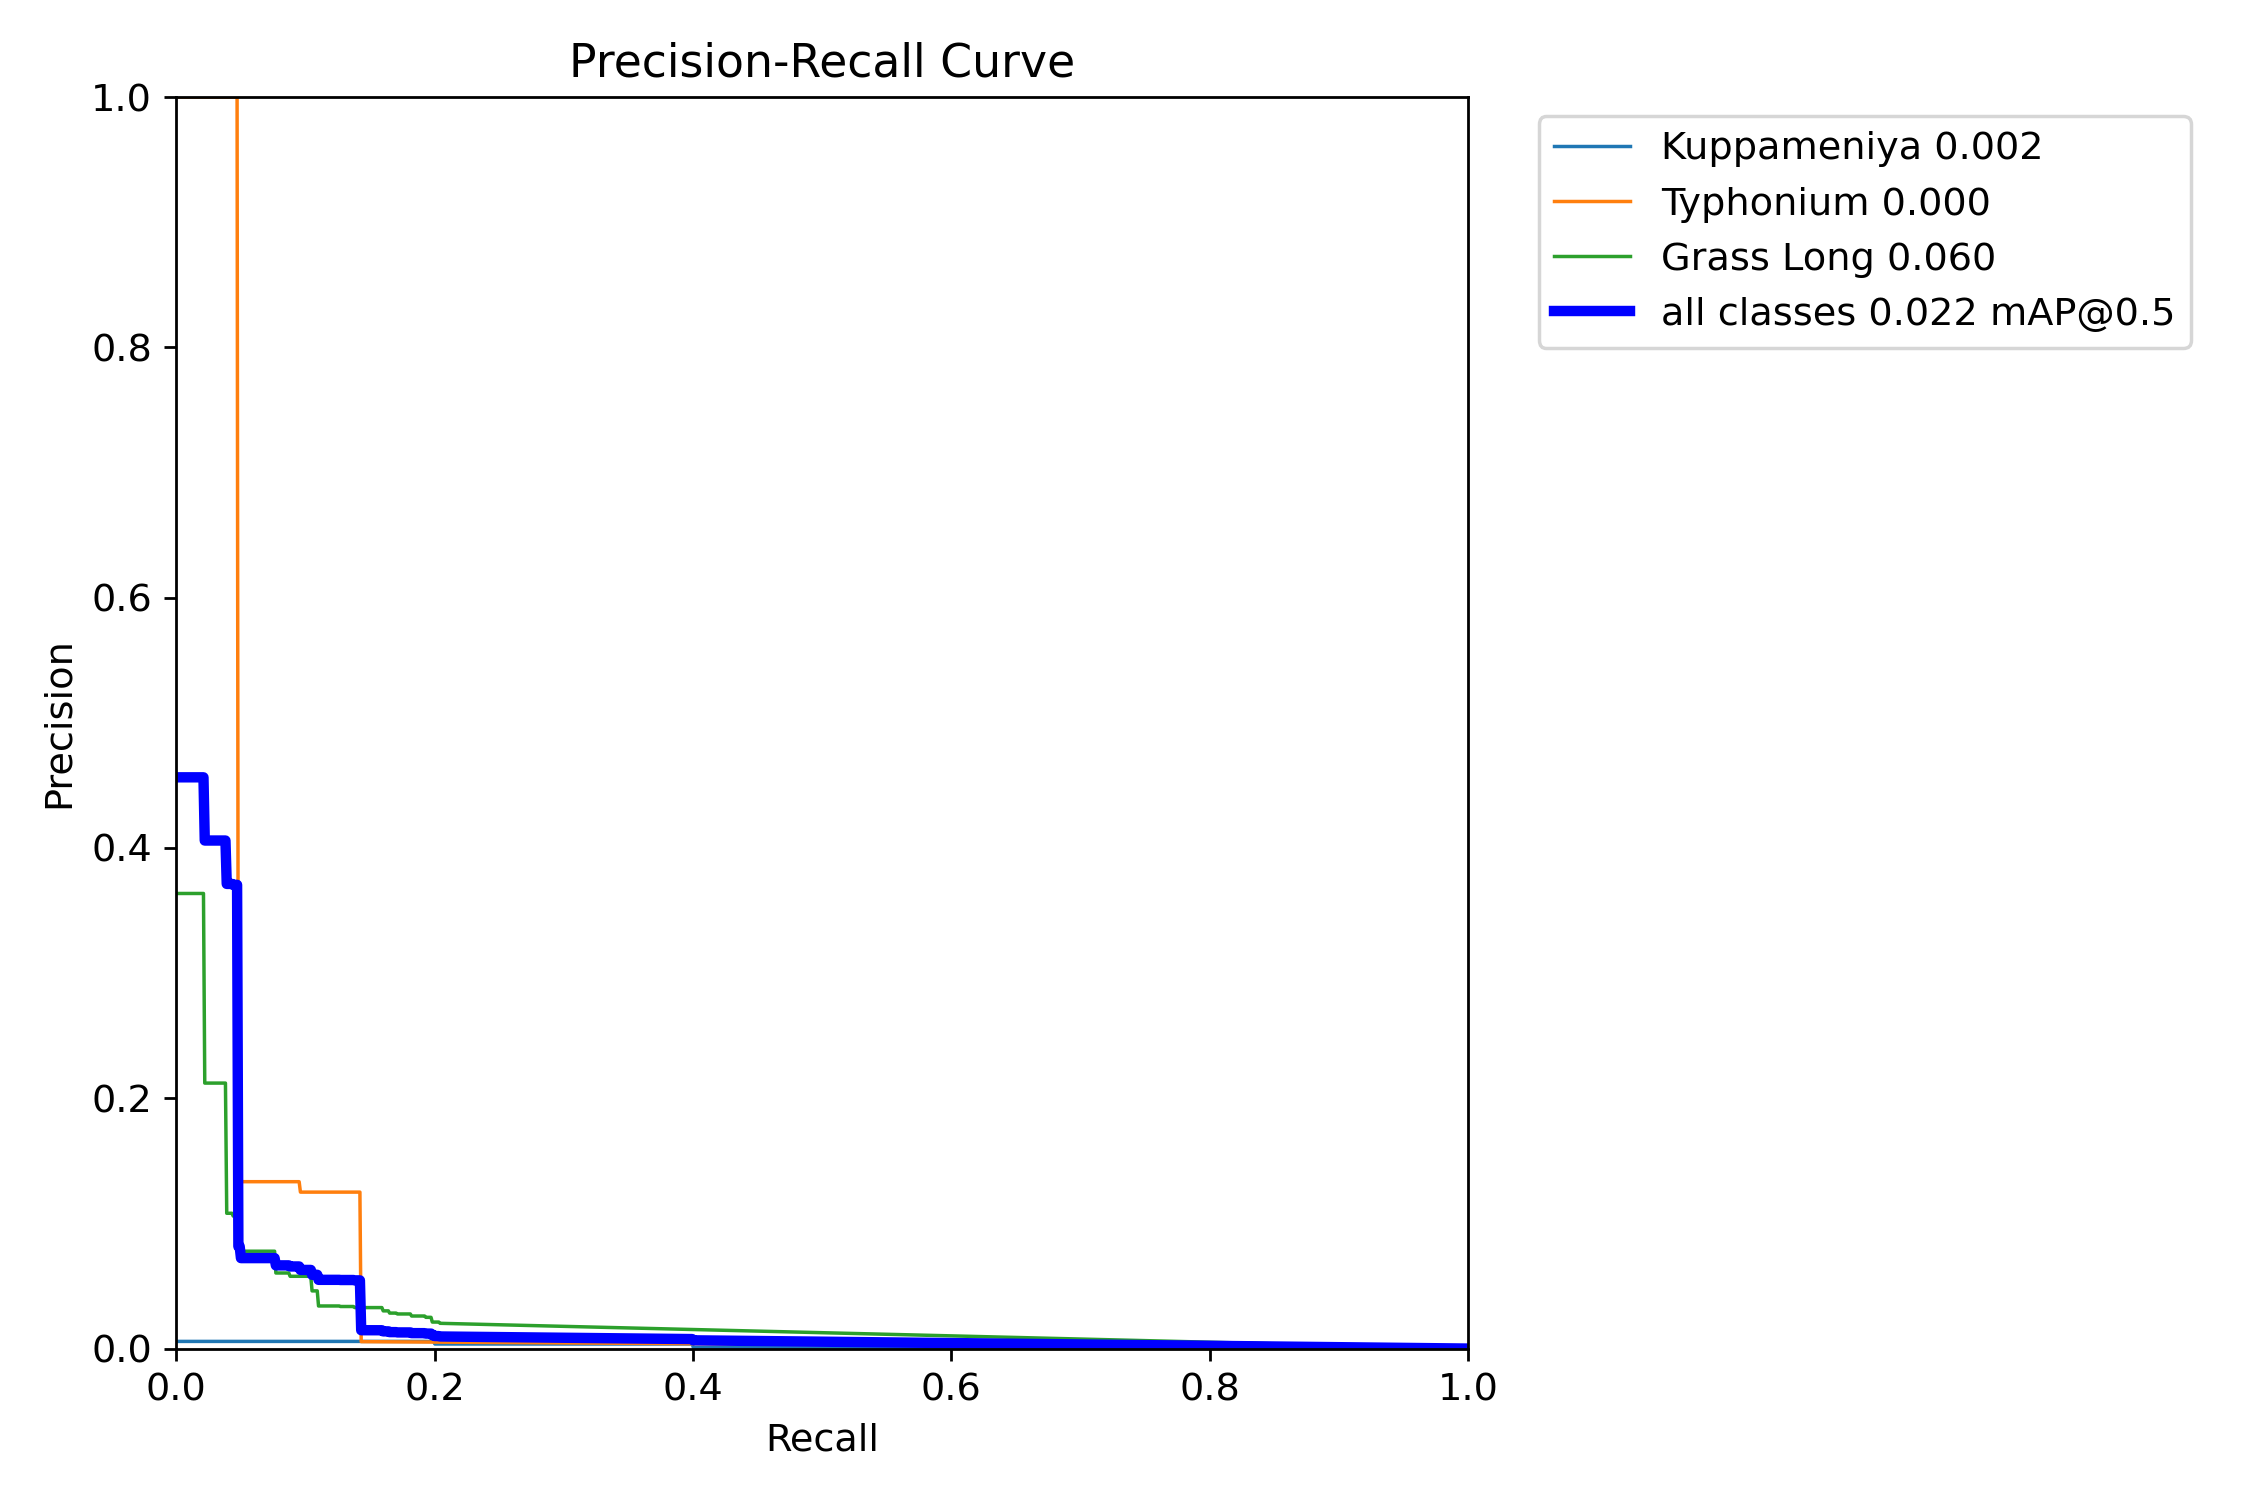 Precision-Recall Curve
1.0
0.8
0.6
0.4
0.2
0.0
Precision
0.0 0.2 0.4 0.6 0.8 1.0
Recall
Kuppameniya 0.002
Typhonium 0.000
Grass Long 0.060
all classes 0.022 mAP@0.5